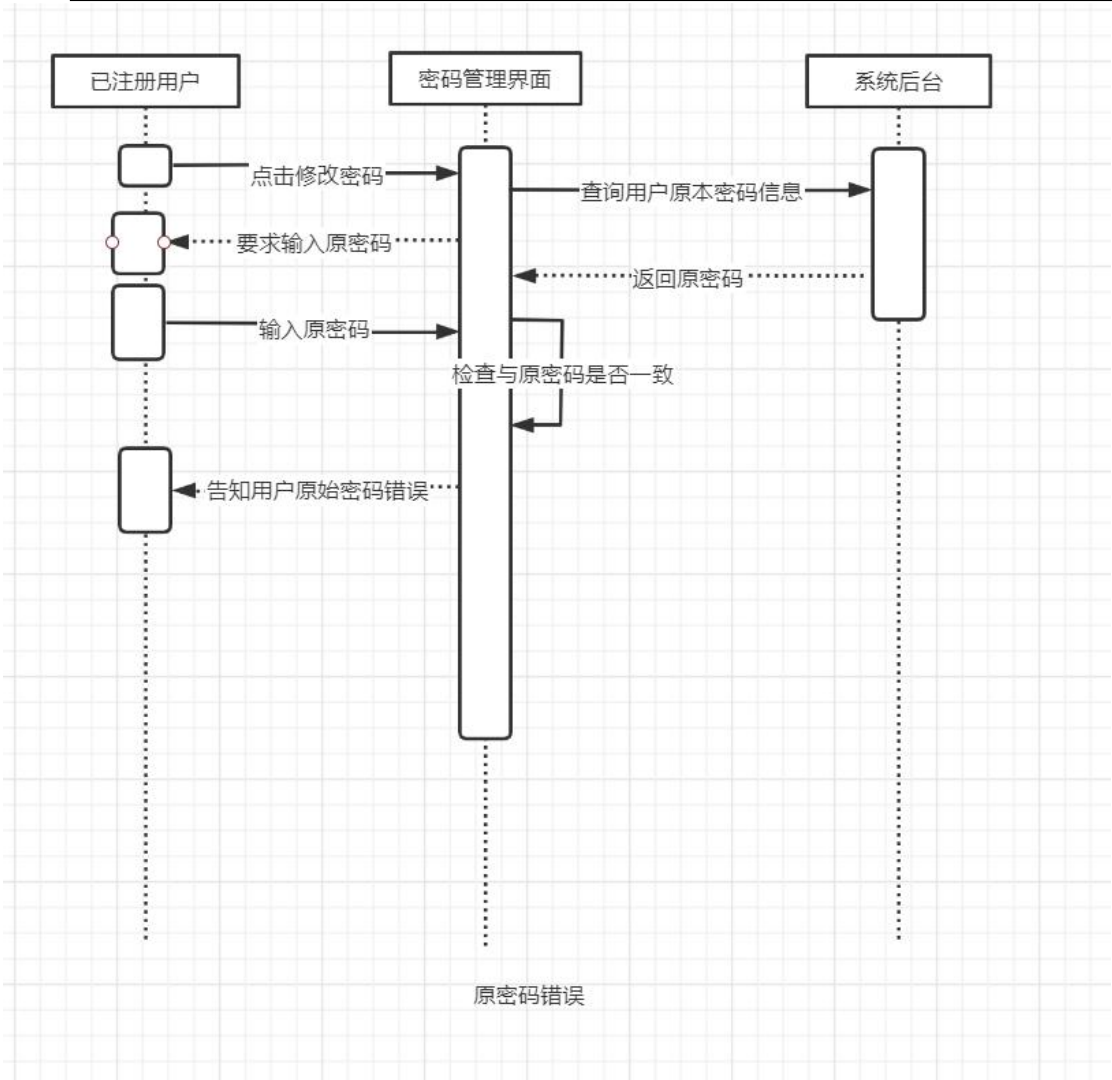 已注册用户
密码管理界面
系统后台
点击修改密码
查询用户原本密码信息
要求输入原密码
返回原密码
输入原密码
检查与原密码是否一致
告知用户原始密码错误
原密码错误